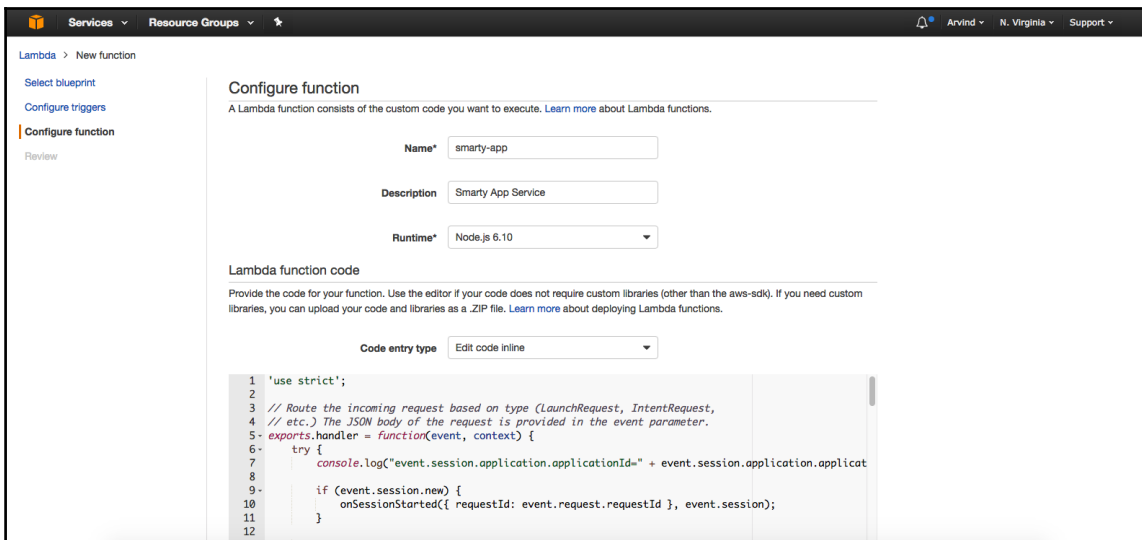 Services Resource Groups Arvind N. Virginia Support
Lambda > New function
Select blueprint
Configure triggers
Configure function
Review
Configure function
A Lambda function consists of the custom code you want to execute. Learn more about Lambda functions.
Name* smarty-app
Description Smarty App Service
Runtime* Node.js 6.10
Lambda function code
Provide the code for your function. Use the editor if your code does not require custom libraries (other than the aws-sdk). If you need custom
libraries, you can upload your code and libraries as a .ZIP file. Learn more about deploying Lambda functions.
Code entry type Edit code inline
1 'use strict';
2
3 // Route the incoming request based on type (LaunchRequest, IntentRequest,
4 // etc.) The JSON body of the request is provided in the event parameter.
5 exports.handler = function(event, context) {
6 try {
7 console.log("event.session.application.applicationId=" + event.session.application.applicat
8
9 if (event.session.new) {
10 onSessionStarted({ requestId: event.request.requestId }, event.session);
11 }
12